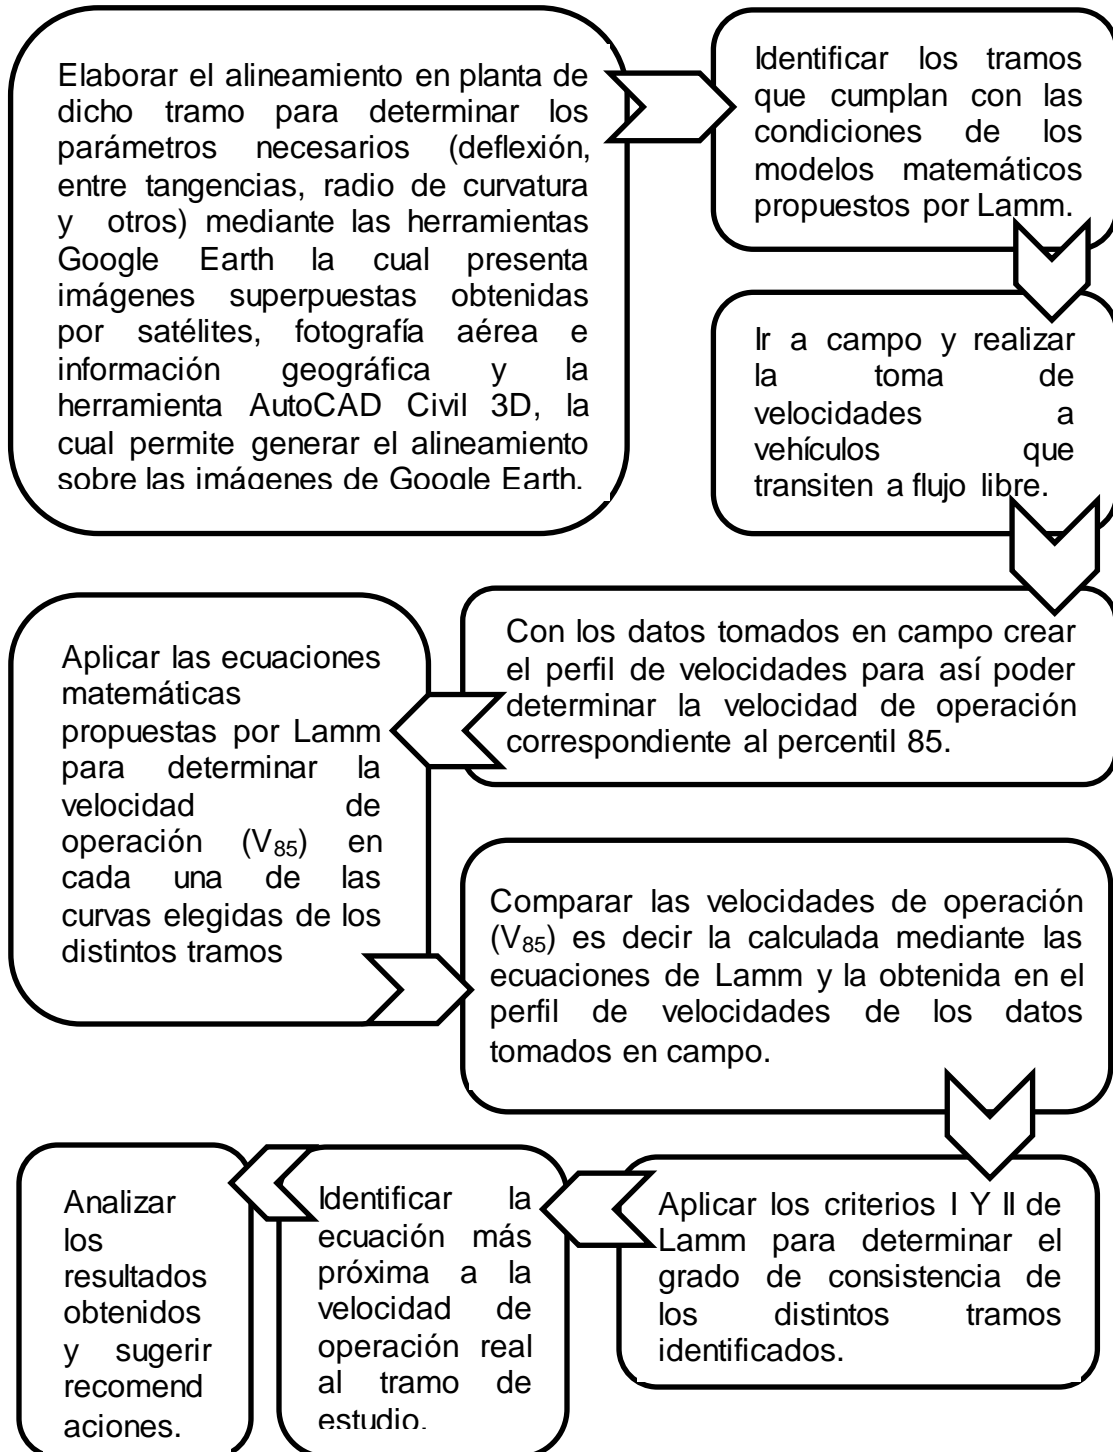 Elaborar el alineamiento en planta de
dicho tramo para determinar los
parámetros necesarios (deflexión,
entre tangencias, radio de curvatura
y otros) mediante las herramientas
Google Earth la cual presenta
imágenes superpuestas obtenidas
por satélites, fotografía aérea e
información geográfica y la
herramienta AutoCAD Civil 3D, la
cual permite generar el alineamiento
sobre las imágenes de Google Earth.
Identificar los tramos
que cumplan con las
condiciones de los
modelos matemáticos
propuestos por Lamm.
Ir a campo y realizar
la toma de
velocidades a
vehículos que
transiten a flujo libre.
Con los datos tomados en campo crear
el perfil de velocidades para así poder
determinar la velocidad de operación
correspondiente al percentil 85.
Aplicar las ecuaciones
matemáticas
propuestas por Lamm
para determinar la
velocidad de
operación (V85) en
cada una de las
curvas elegidas de los
distintos tramos
Comparar las velocidades de operación
(V85) es decir la calculada mediante las
ecuaciones de Lamm y la obtenida en el
perfil de velocidades de los datos
tomados en campo.
Aplicar los criterios I Y II de
Lamm para determinar el
grado de consistencia de
los distintos tramos
identificados.
Identificar la
ecuación más
próxima a la
velocidad de
operación real
al tramo de
estudio.
Analizar
los
resultados
obtenidos
y sugerir
recomend
aciones.